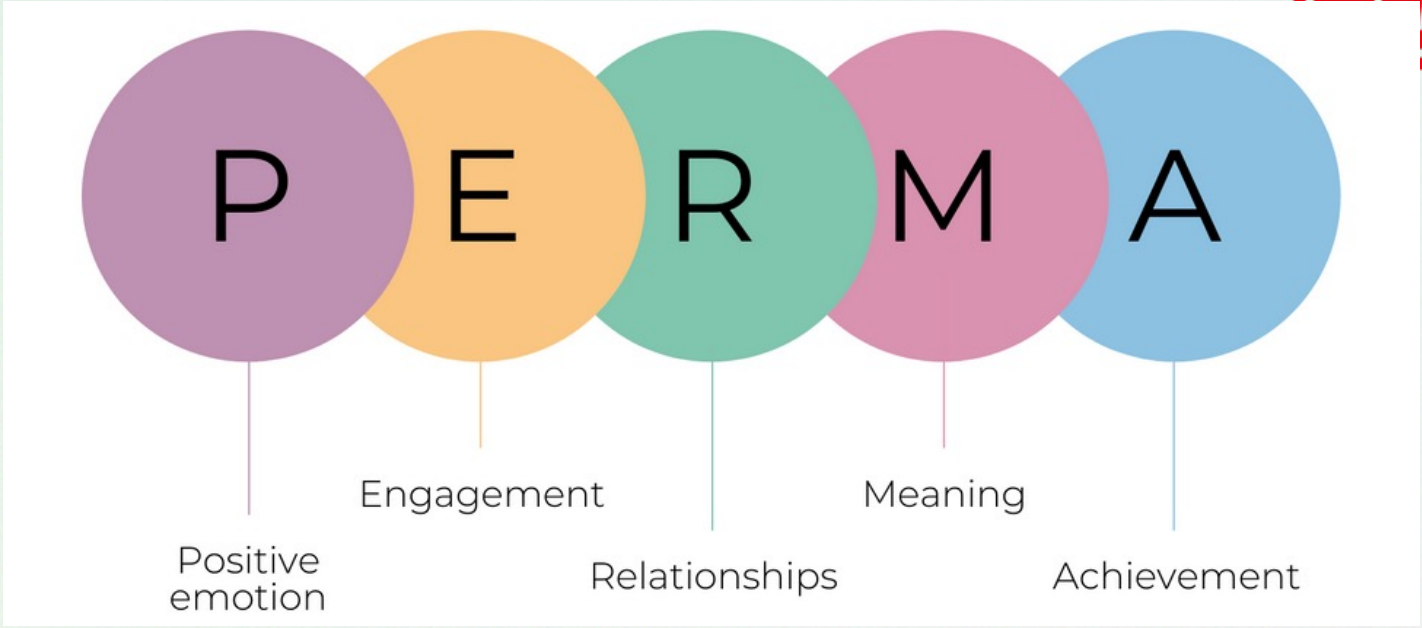 P E R M A
Engagement
Meaning
Positive
emotion
Relationships
Achievement